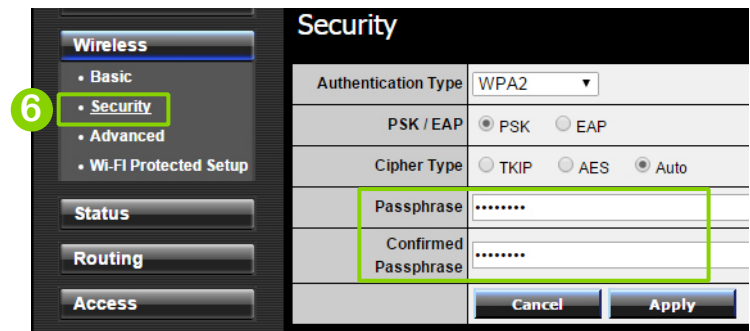 Security
Wireless
• Basic
6
• Security
• Advanced
• Wi-FI Protected Setup
Status
Routing
Access
Authentication Type WPA2
PSK / EAP PSK EAP
Cipher Type TKIP AES Auto
Passphrase ••••••••
Confirmed
Passphrase ••••••••
Cancel Apply